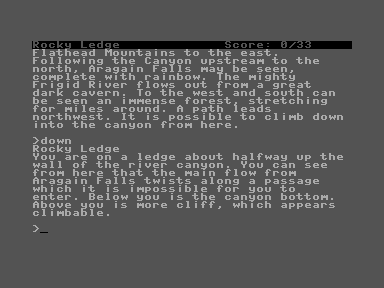 Rocky Ledge Score: 0/33
Flathead Mountains to the east.
Following the Canyon upstream to the
north, Aragain Falls may be seen,
complete with rainbow. The mighty
Frigid River flows out from a great
dark cavern. To the west and south can
be seen an immense forest, stretching
for miles around. A path leads
northwest. It is possible to climb down
into the canyon from here.
>down
Rocky Ledge
You are on a ledge about halfway up the
wall of the river canyon. You can see
from here that the main flow from
Aragain Falls twists along a passage
which it is impossible for you to
enter. Below you is the canyon bottom.
Above you is more cliff, which appears
climbable.
>_